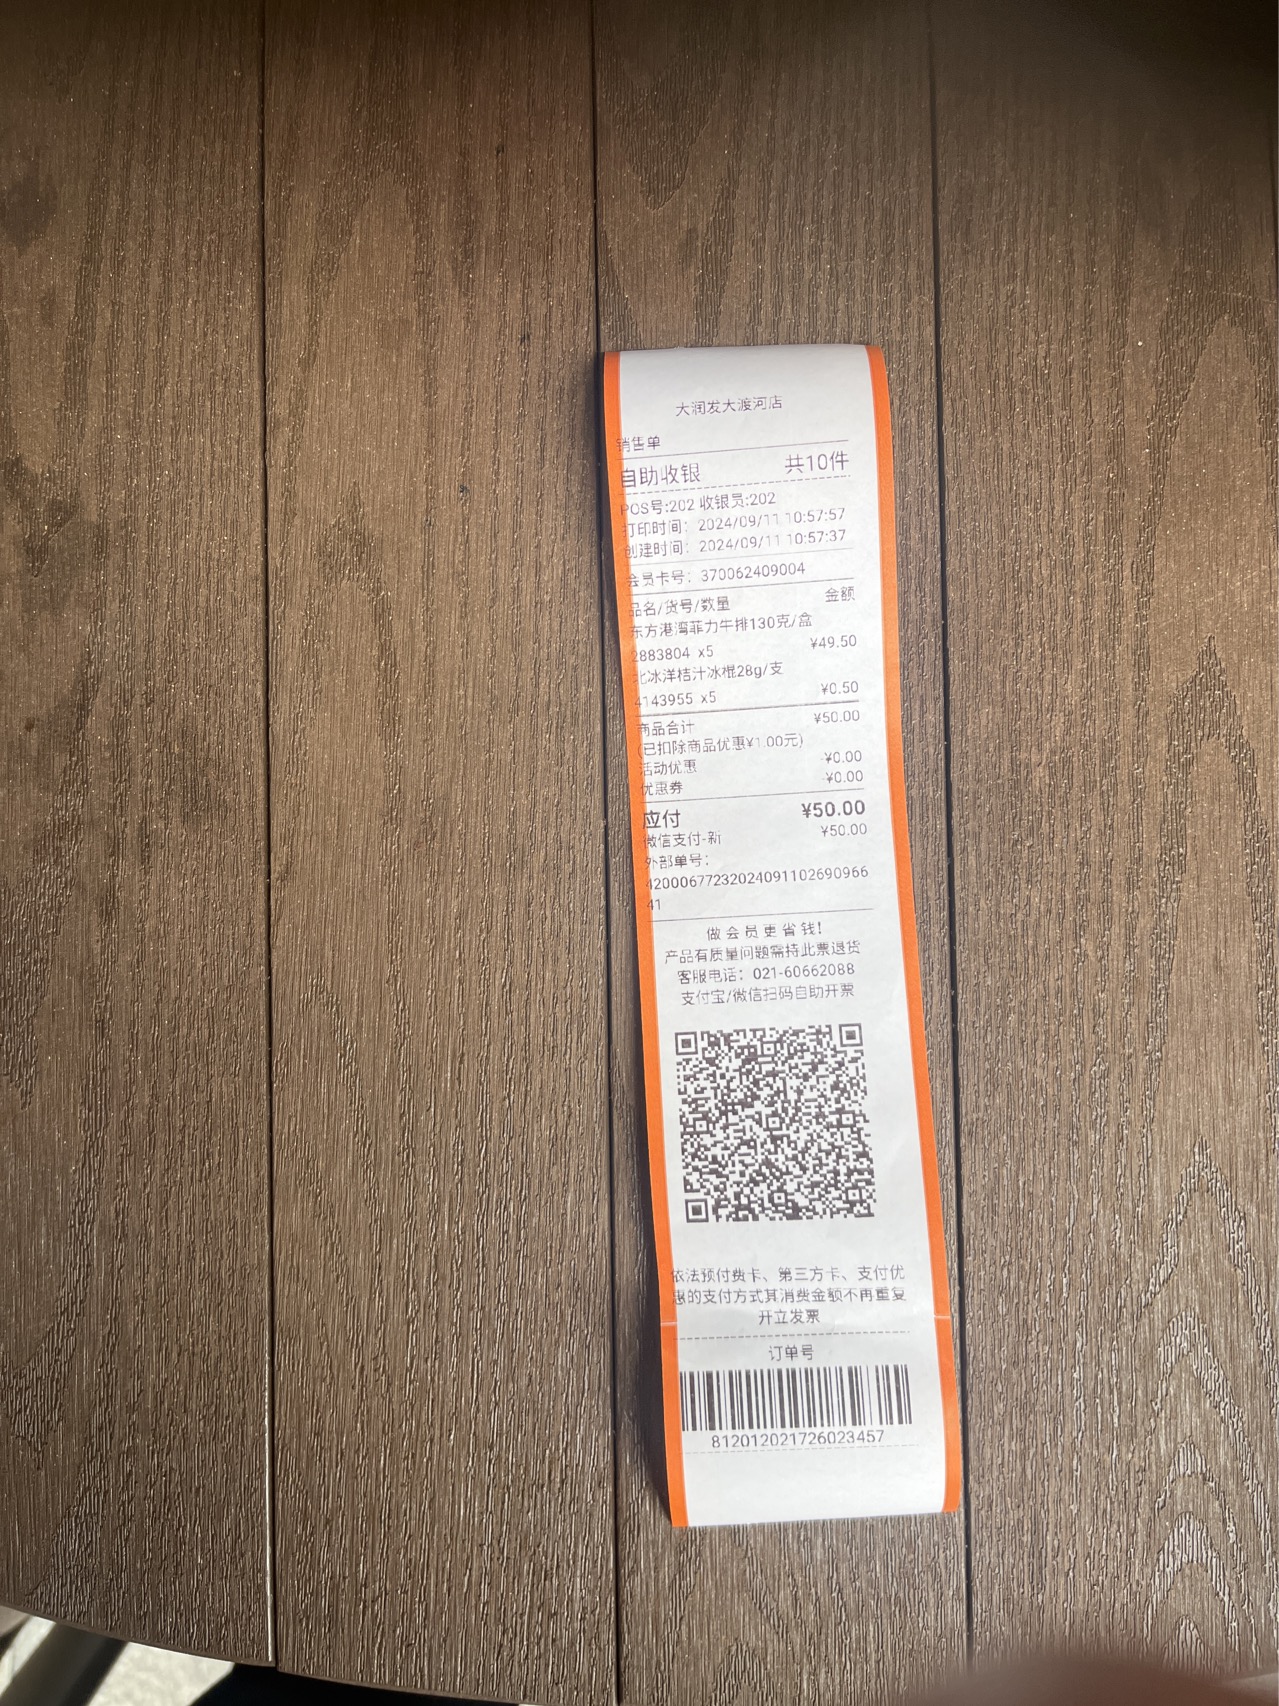 大润发大渡河店
销售单
自助收银 共10件
POS号:202 收银员:202
打印时间：2024/09/11 10:57:57
创建时间：2024/09/11 10:57:37
会员卡号：370062409004
品名/货号/数量 金额
东方港湾菲力牛排130克/盒
2883804 x5 ¥49.50
北冰洋桔汁冰棍28g/支
4143955 x5 ¥0.50
商品合计 ¥50.00
(已扣除商品优惠¥1.00元)
活动优惠 -¥0.00
优惠券 -¥0.00
应付 ¥50.00
微信支付-新 ¥50.00
外部单号：
42000677232024091102690966
41
做会员更省钱！
产品有质量问题需持此票退货
客服电话：021-60662088
支付宝/微信扫码自助开票
依法预付费卡、第三方卡、支付优
惠的支付方式其消费金额不再重复
开立发票
订单号
812012021726023457